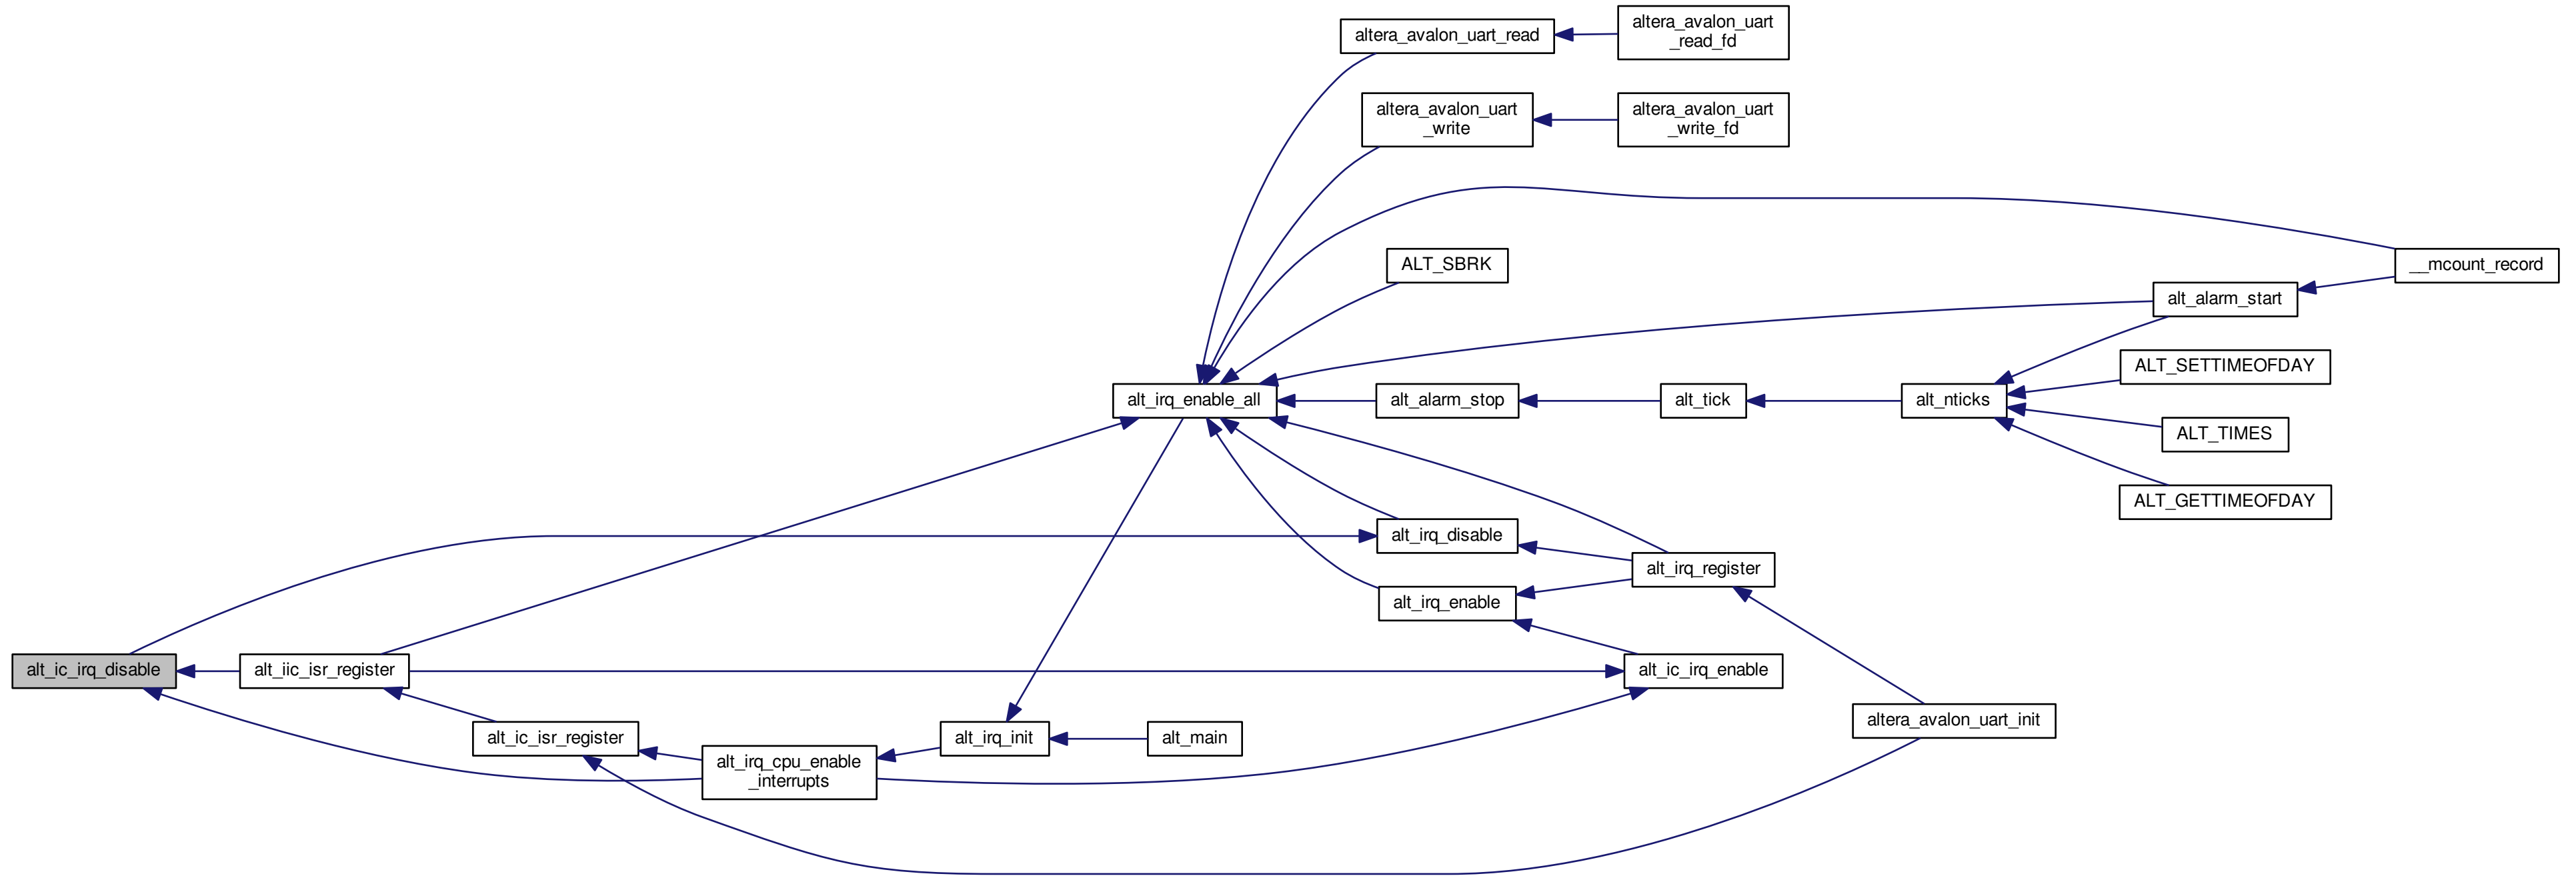 altera_avalon_uart_read
altera_avalon_uart
_read_fd
altera_avalon_uart
_write
altera_avalon_uart
_write_fd
ALT_SBRK
__mcount_record
alt_alarm_start
ALT_SETTIMEOFDAY
alt_irq_enable_all
alt_alarm_stop
alt_tick
alt_nticks
ALT_TIMES
ALT_GETTIMEOFDAY
alt_irq_disable
alt_irq_register
alt_irq_enable
alt_ic_irq_disable
alt_iic_isr_register
alt_ic_irq_enable
altera_avalon_uart_init
alt_ic_isr_register
alt_irq_init
alt_main
alt_irq_cpu_enable
_interrupts